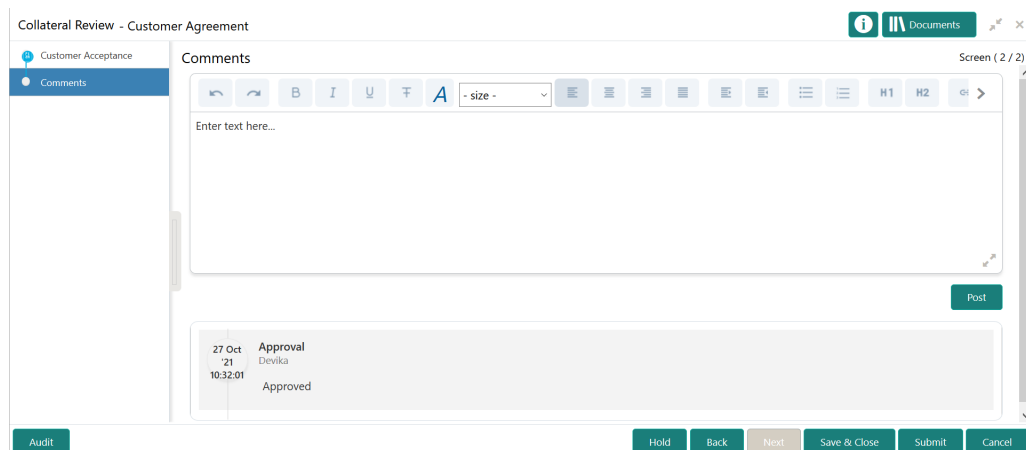 Collateral Review - Customer Agreement
Documents
Customer Acceptance
Comments
Comments
Screen ( 2 / 2)
B I U T A - size - H1 H2
Enter text here...
Post
27 Oct
'21
10:32:01
Approval
Devika
Approved
Audit
Hold
Back
Next
Save & Close
Submit
Cancel